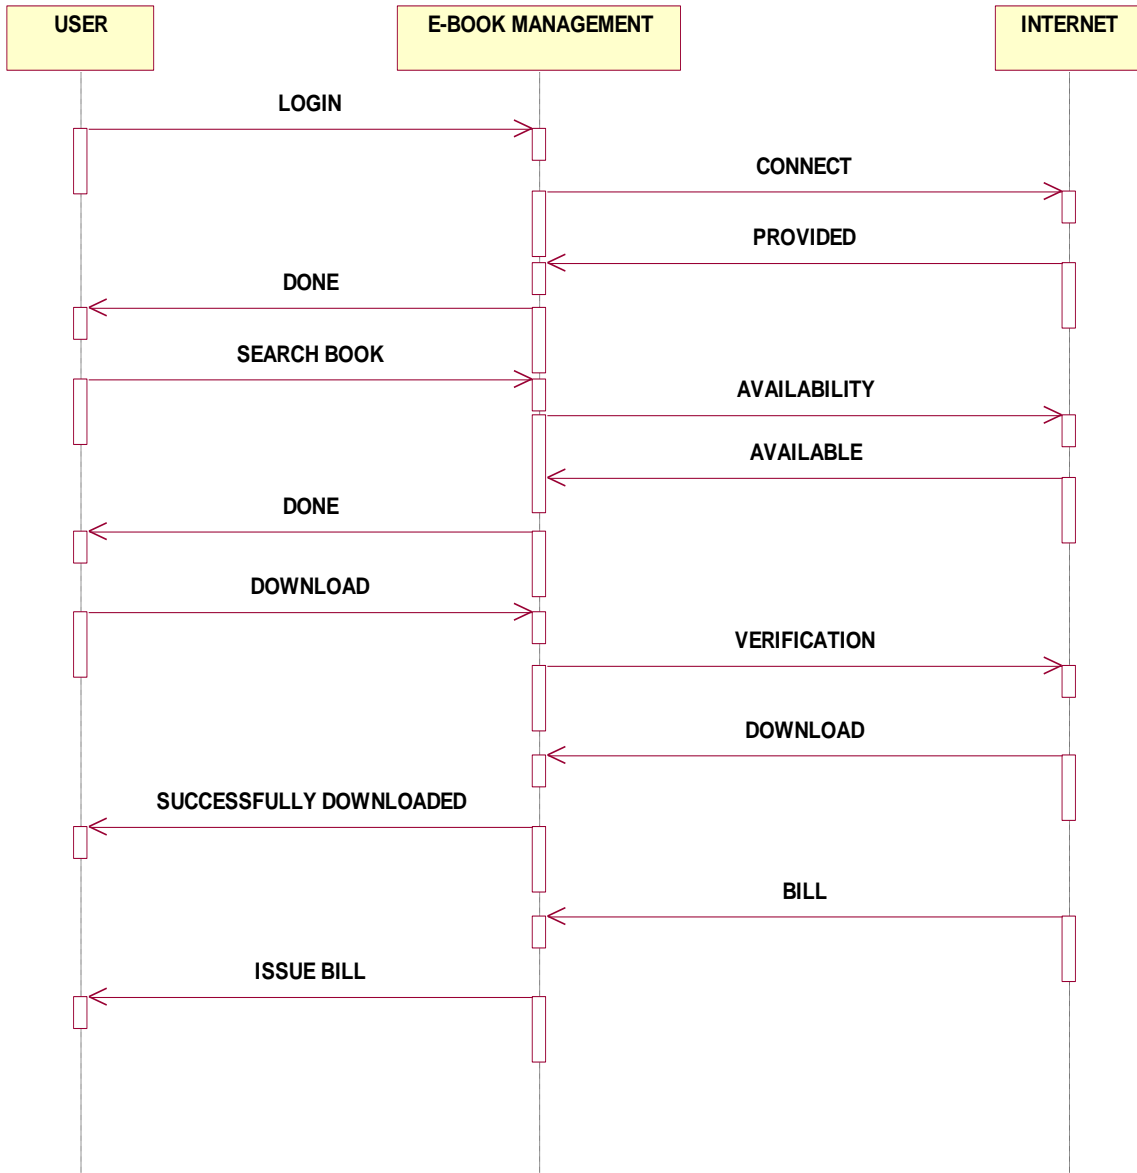 USER
E-BOOK MANAGEMENT
INTERNET
LOGIN
CONNECT
PROVIDED
DONE
SEARCH BOOK
AVAILABILITY
AVAILABLE
DONE
DOWNLOAD
VERIFICATION
DOWNLOAD
SUCCESSFULLY DOWNLOADED
BILL
ISSUE BILL